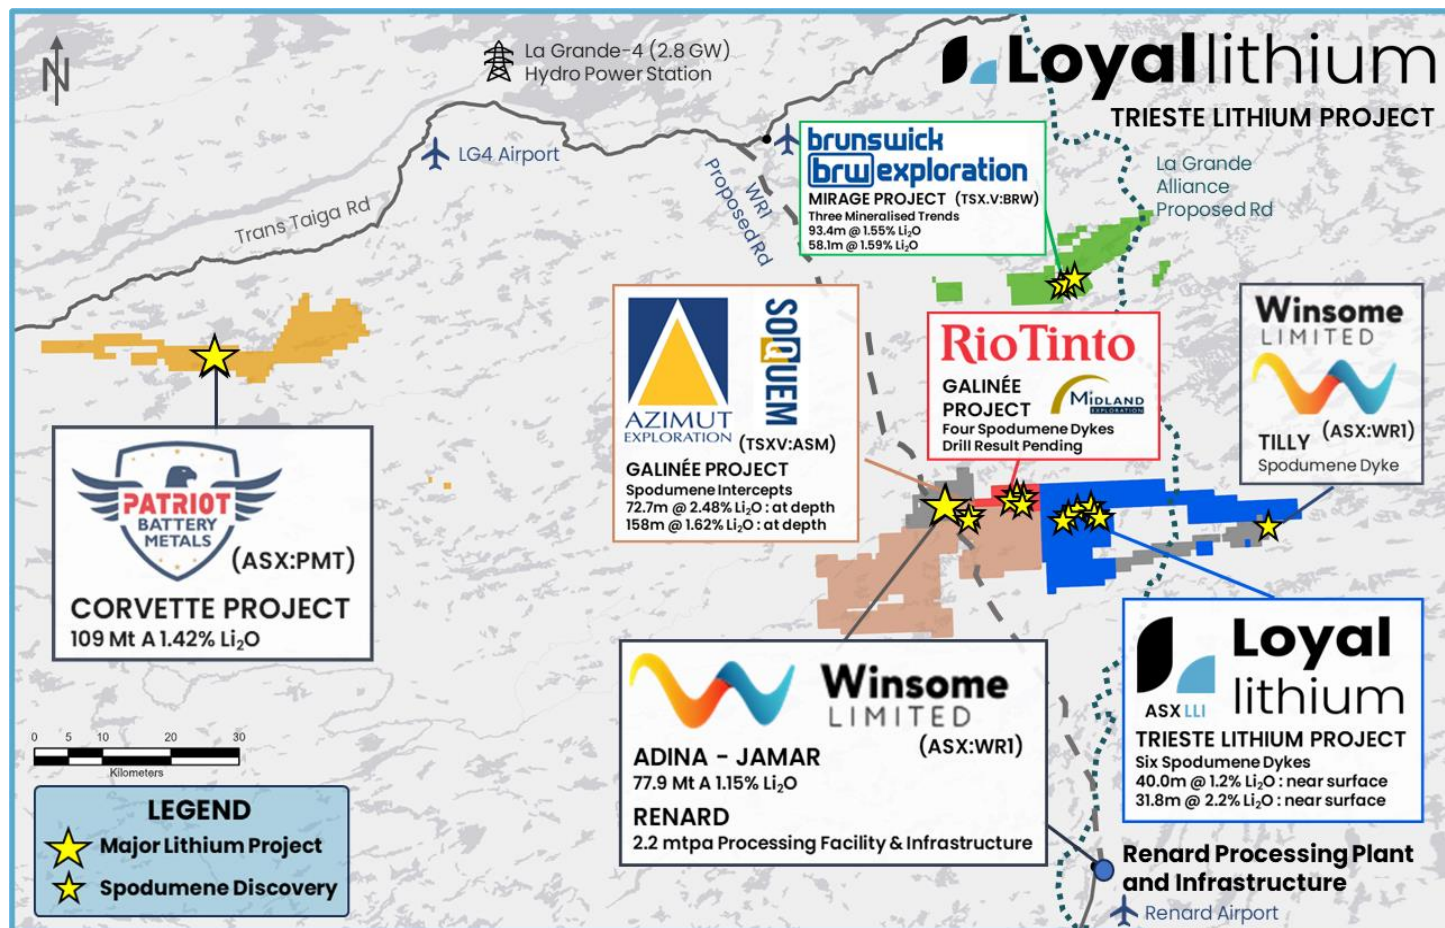 N
La Grande-4 (2.8 GW)
Hydro Power Station
Loyallithium
TRIESTE LITHIUM PROJECT
LG4 Airport
Trans Taiga Rd
WR1
Proposed Rd
brunswick
brw exploration
MIRAGE PROJECT (TSX.V:BRW)
Three Mineralised Trends
93.4m @ 1.55% Li₂O
58.1m @ 1.59% Li₂O
La Grande
Alliance
Proposed Rd
AZIMUT
EXPLORATION
SOQUEM
(TSXV:ASM)
GALINÉE PROJECT
Spodumene Intercepts
72.7m @ 2.48% Li₂O : at depth
158m @ 1.62% Li₂O : at depth
RioTinto
GALINÉE
PROJECT
MIDLAND
EXPLORATION
Four Spodumene Dykes
Drill Result Pending
Winsome
LIMITED
TILLY (ASX:WR1)
Spodumene Dyke
PATRIOT
BATTERY
METALS
(ASX:PMT)
CORVETTE PROJECT
109 Mt A 1.42% Li₂O
Winsome
LIMITED
(ASX:WR1)
ADINA - JAMAR
77.9 Mt A 1.15% Li₂O
RENARD
2.2 mtpa Processing Facility & Infrastructure
Loyal
lithium
ASX LLI
TRIESTE LITHIUM PROJECT
Six Spodumene Dykes
40.0m @ 1.2% Li₂O : near surface
31.8m @ 2.2% Li₂O : near surface
0 5 10 20 30
Kilometers
LEGEND
Major Lithium Project
Spodumene Discovery
Renard Processing Plant
and Infrastructure
Renard Airport